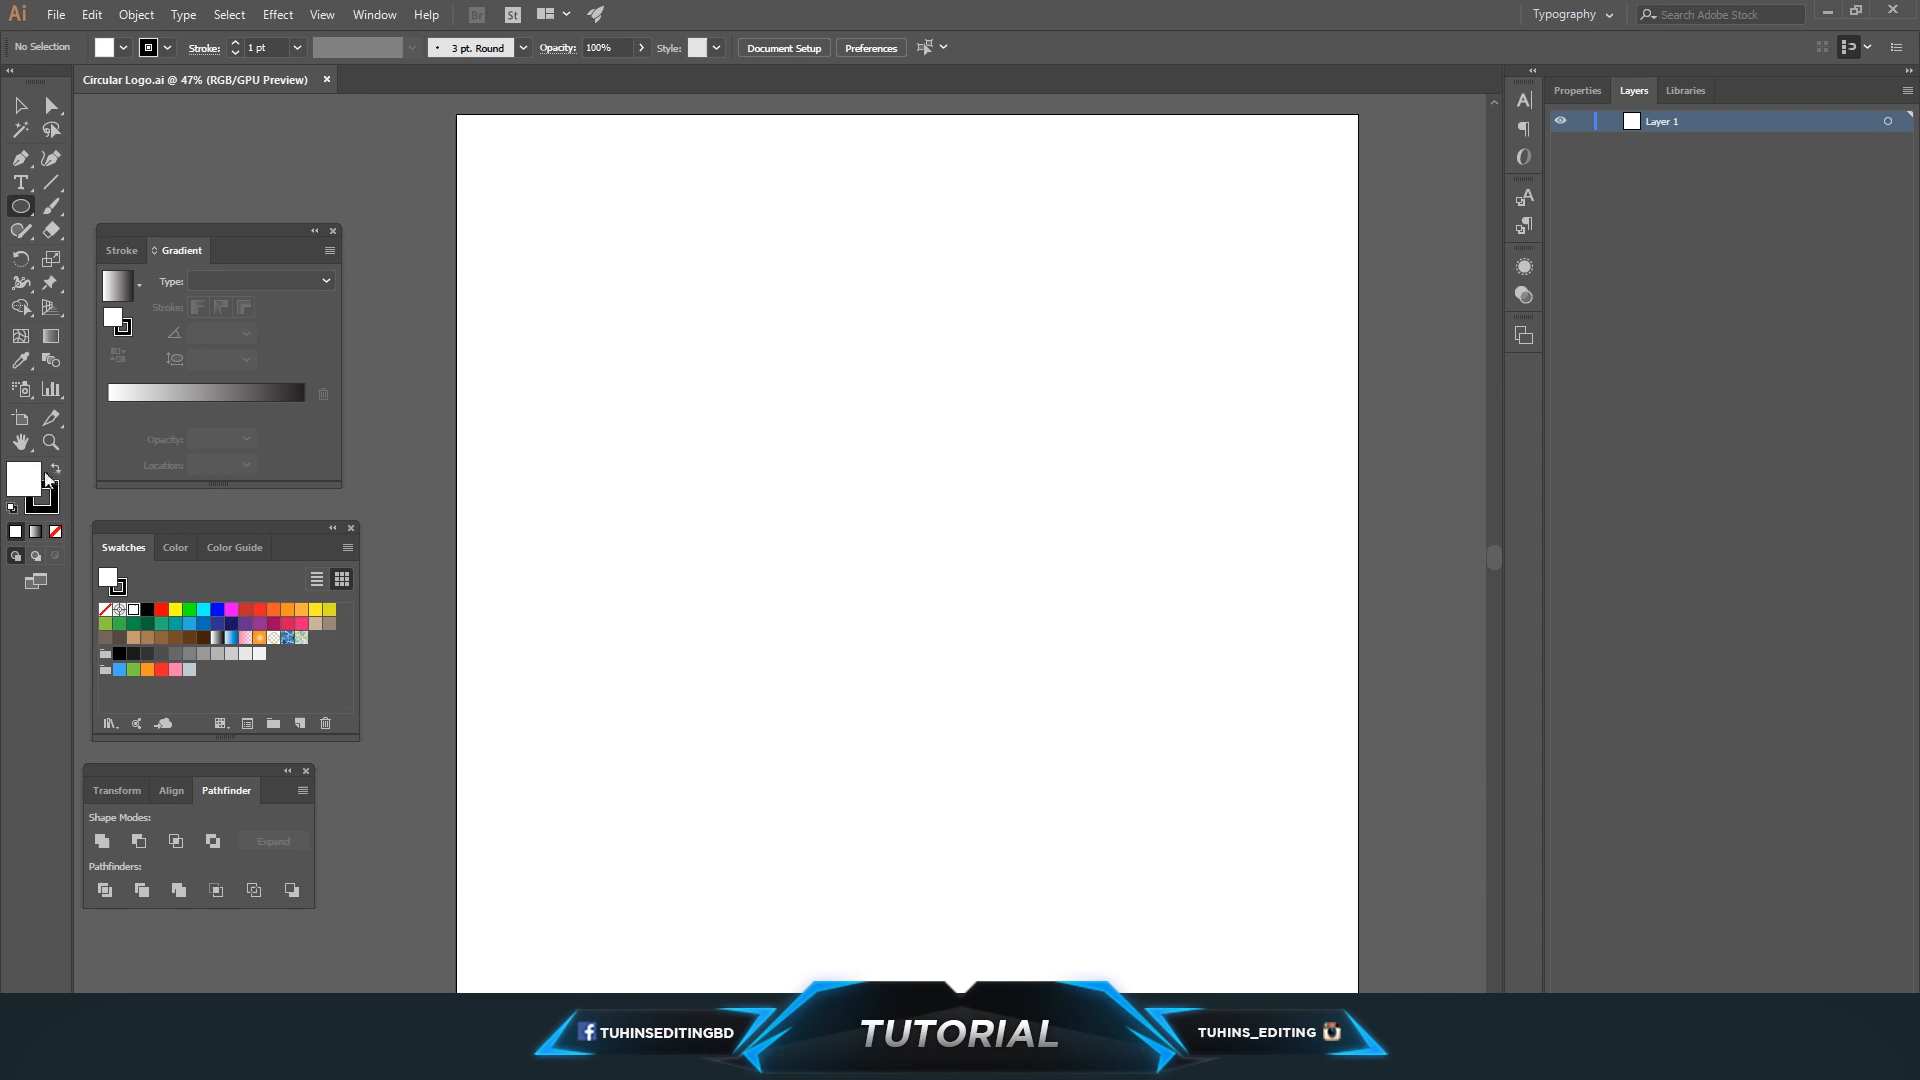 Ai File Edit Object Type Select Effect View Window Help Br St Typography Search Adobe Stock
No Selection Stroke: 1 pt 3 pt. Round Opacity: 100% Style: Document Setup Preferences
Circular Logo.ai @ 47% (RGB/GPU Preview)
Properties Layers Libraries
Layer 1
Stroke Gradient
Type:
Stroke:
Opacity:
Location:
Swatches Color Color Guide
Transform Align Pathfinder
Shape Modes:
Expand
Pathfinders:
TUHINSEDITINGBD TUTORIAL TUHINS_EDITING